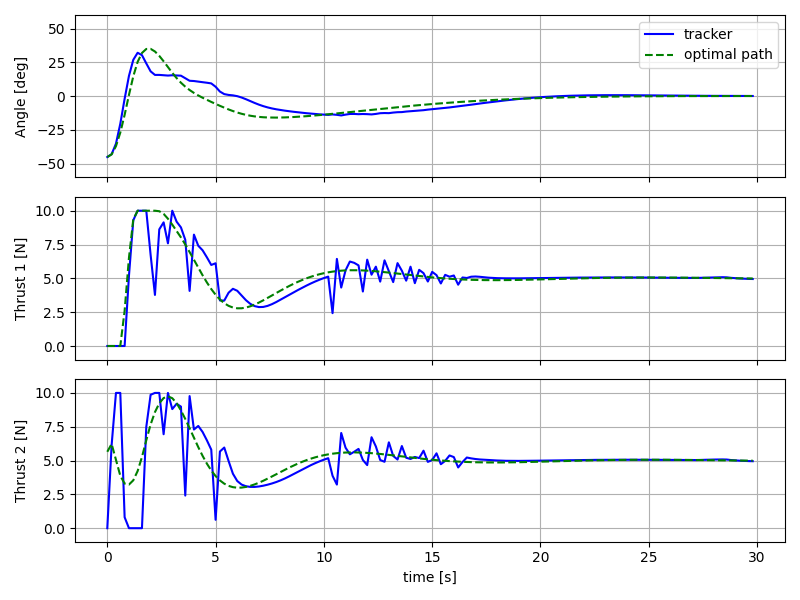 Angle [deg]
50
25
0
−25
−50
tracker
optimal path
Thrust 1 [N]
10.0
7.5
5.0
2.5
0.0
Thrust 2 [N]
10.0
7.5
5.0
2.5
0.0
0 5 10 15 20 25 30
time [s]